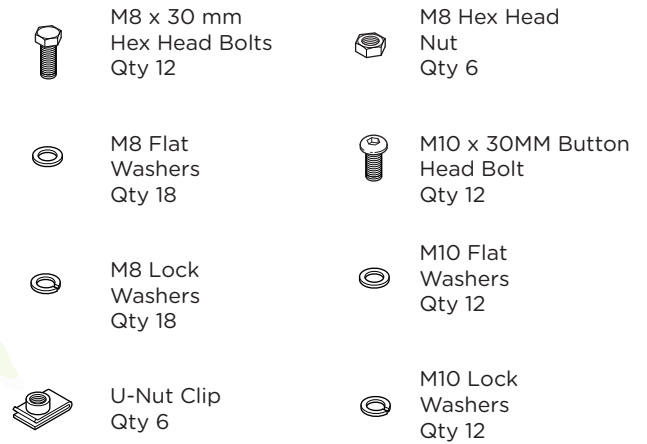 M8 x 30 mm
Hex Head Bolts
Qty 12
M8 Flat
Washers
Qty 18
M8 Lock
Washers
Qty 18
U-Nut Clip
Qty 6
M8 Hex Head
Nut
Qty 6
M10 x 30MM Button
Head Bolt
Qty 12
M10 Flat
Washers
Qty 12
M10 Lock
Washers
Qty 12